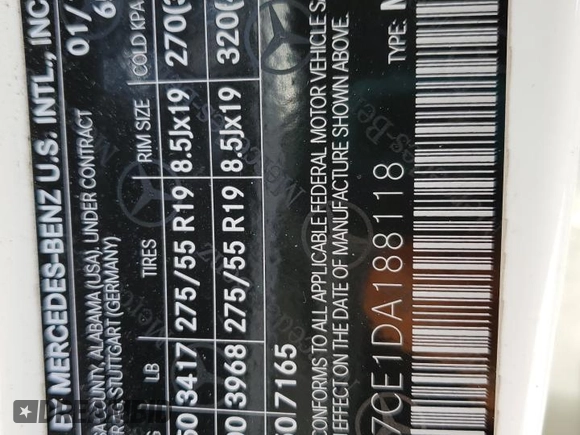 MERCEDES-BENZ U.S. INTL., INC
COUNTY, ALABAMA (USA), UNDER CONTRACT
STUTTGART (GERMANY)
01/
LB TIRES RIM SIZE COLD KPA
3417 275/55 R19 8.5Jx19 270
3968 275/55 R19 8.5Jx19 320
7165
CONFORMS TO ALL APPLICABLE FEDERAL MOTOR VEHICLE
EFFECT ON THE DATE OF MANUFACTURE SHOWN ABOVE.
7CE1DA188118 TYPE: